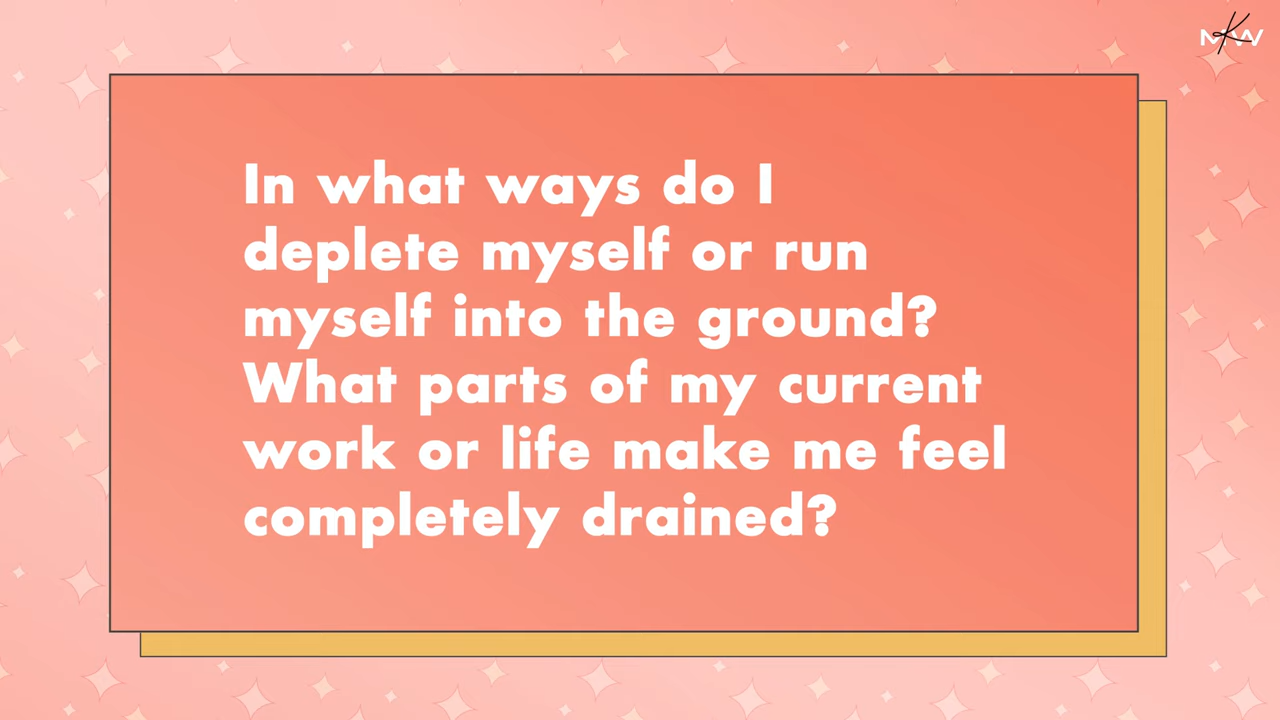 MKW
In what ways do I
deplete myself or run
myself into the ground?
What parts of my current
work or life make me feel
completely drained?